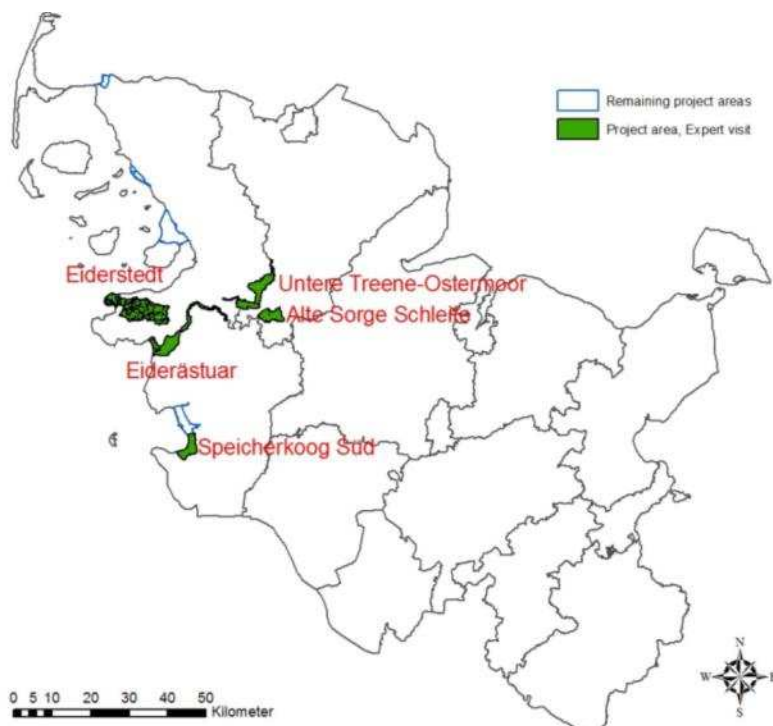 Remaining project areas
Project area, Expert visit
Eiderstedt
Untere Treene-Ostermoor
Alte Sorge Schleife
Eiderästuar
Speicherkoog Süd
N
W
E
S
0 5 10 20 30 40 50
Kilometer